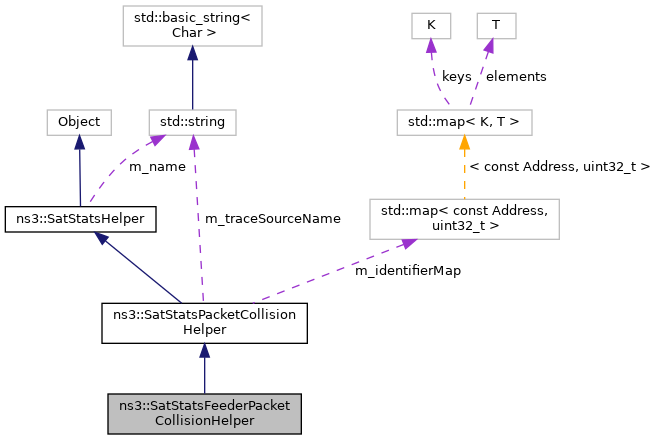 std::basic_string<
Char >
K
T
keys
elements
Object
std::string
std::map< K, T >
m_name
< const Address, uint32_t >
ns3::SatStatsHelper
m_traceSourceName
std::map< const Address,
uint32_t >
m_identifierMap
ns3::SatStatsPacketCollision
Helper
ns3::SatStatsFeederPacket
CollisionHelper